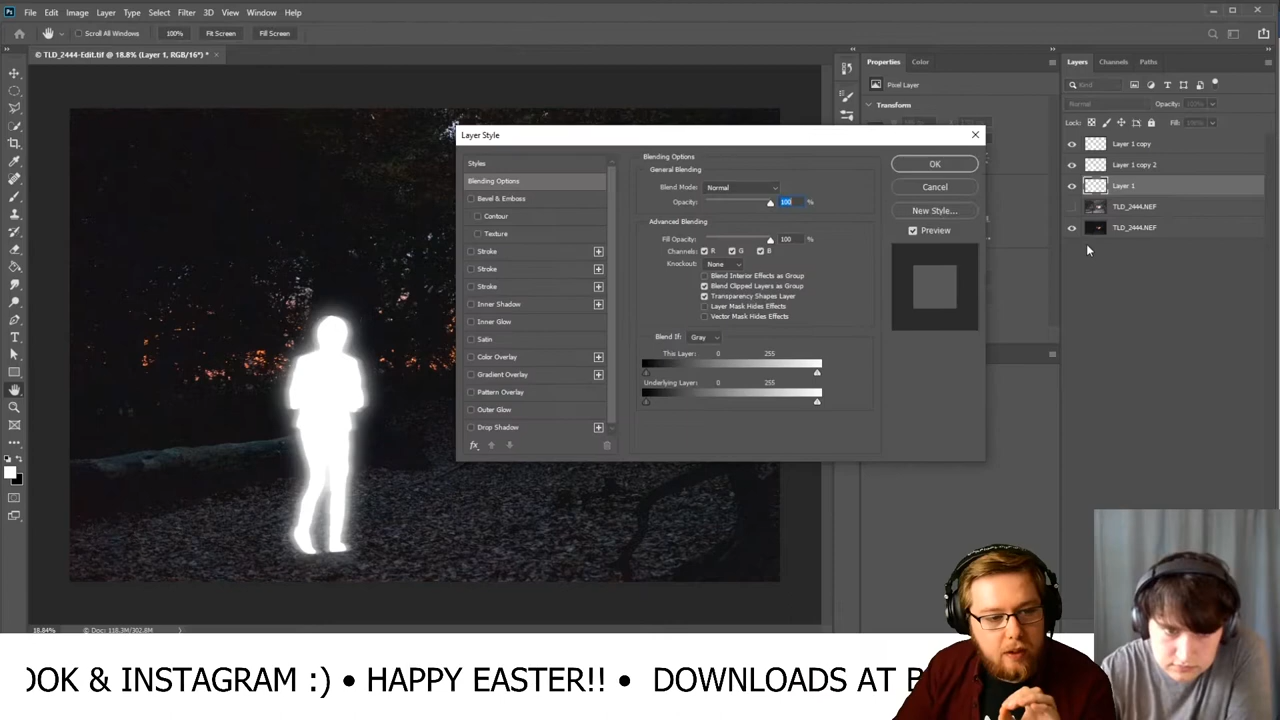 Ps File Edit Image Layer Type Select Filter 3D View Window Help
Scroll All Windows 100% Fit Screen Fill Screen
© TLD_2444-Edit.tif @ 18.8% (Layer 1, RGB/16*) * ×
Properties Color
Pixel Layer
Transform
Layers Channels Paths
Kind
Normal Opacity: 100%
Lock: Fill: 100%
Layer 1 copy
Layer 1 copy 2
Layer 1
TLD_2444.NEF
TLD_2444.NEF
Layer Style
Styles
Blending Options
Bevel & Emboss
Contour
Texture
Stroke
Stroke
Stroke
Inner Shadow
Inner Glow
Satin
Color Overlay
Gradient Overlay
Pattern Overlay
Outer Glow
Drop Shadow
fx
Blending Options
General Blending
Blend Mode: Normal
Opacity: 100 %
Advanced Blending
Fill Opacity: 100 %
Channels: R G B
Knockout: None
Blend Interior Effects as Group
Blend Clipped Layers as Group
Transparency Shapes Layer
Layer Mask Hides Effects
Vector Mask Hides Effects
Blend If: Gray
This Layer: 0 255
Underlying Layer: 0 255
OK
Cancel
New Style...
Preview
18.84% Doc: 118.3M/302.8M
OOK & INSTAGRAM :) • HAPPY EASTER!! • DOWNLOADS AT B